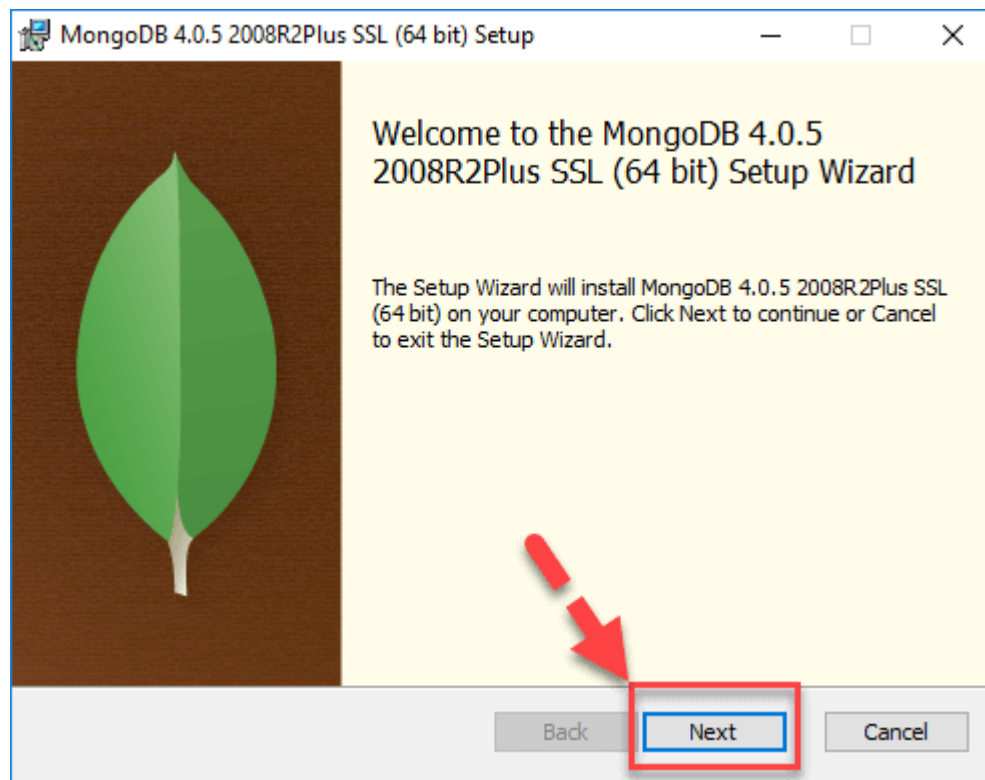 MongoDB 4.0.5 2008R2Plus SSL (64 bit) Setup
Welcome to the MongoDB 4.0.5
2008R2Plus SSL (64 bit) Setup Wizard
The Setup Wizard will install MongoDB 4.0.5 2008R2Plus SSL
(64 bit) on your computer. Click Next to continue or Cancel
to exit the Setup Wizard.
Back Next Cancel